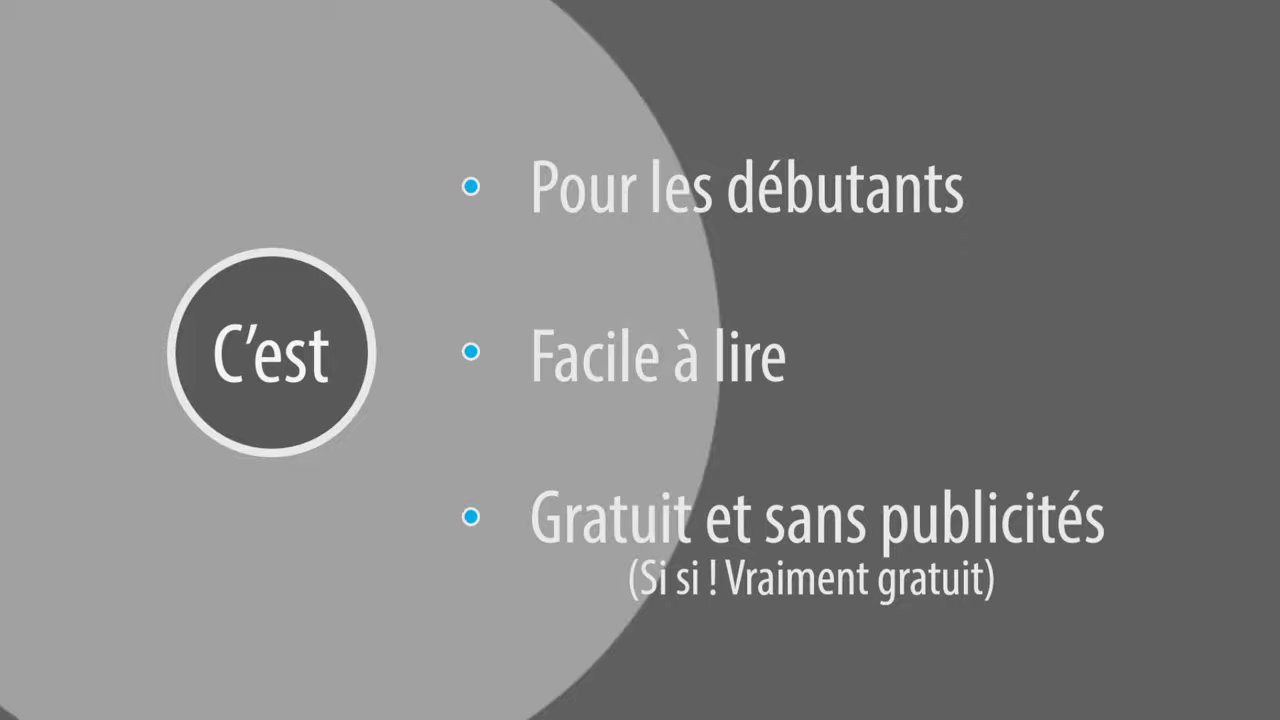 C’est
Pour les débutants
Facile à lire
Gratuit et sans publicités
(Si si ! Vraiment gratuit)